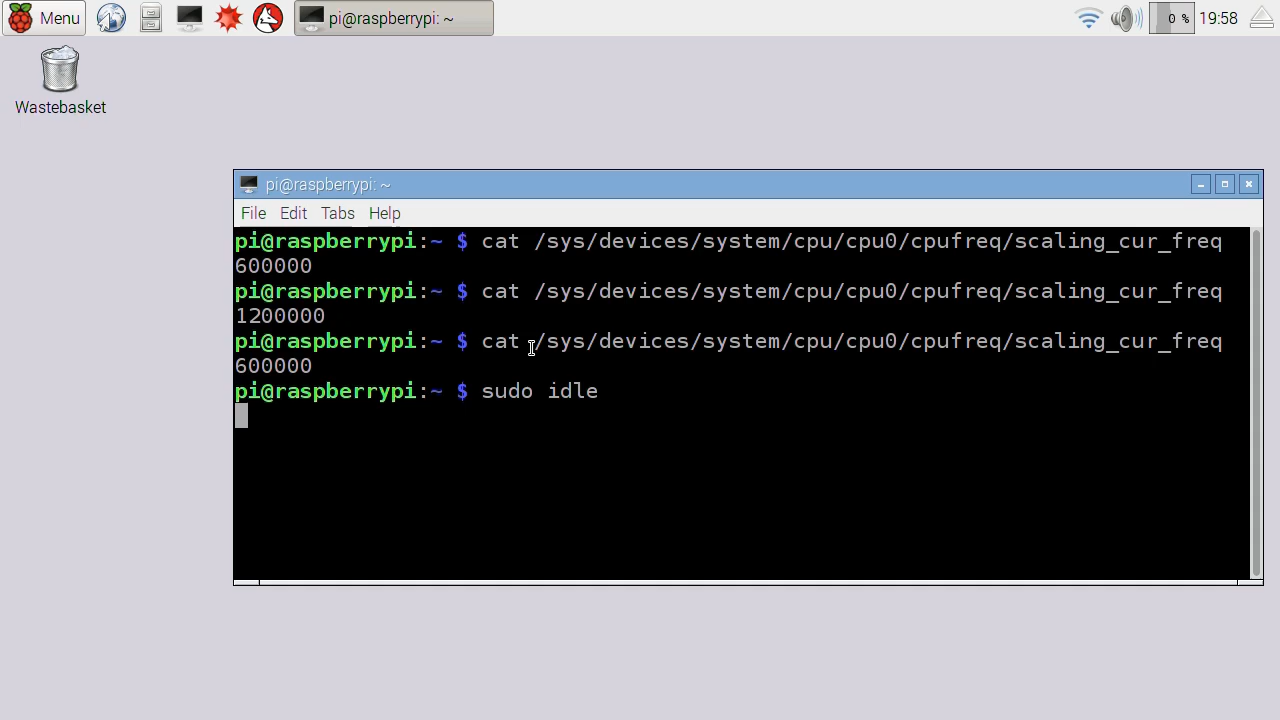 Menu
pi@raspberrypi: ~
0 %
19:58
Wastebasket
pi@raspberrypi: ~
File Edit Tabs Help
pi@raspberrypi:~ $ cat /sys/devices/system/cpu/cpu0/cpufreq/scaling_cur_freq
600000
pi@raspberrypi:~ $ cat /sys/devices/system/cpu/cpu0/cpufreq/scaling_cur_freq
1200000
pi@raspberrypi:~ $ cat /sys/devices/system/cpu/cpu0/cpufreq/scaling_cur_freq
600000
pi@raspberrypi:~ $ sudo idle